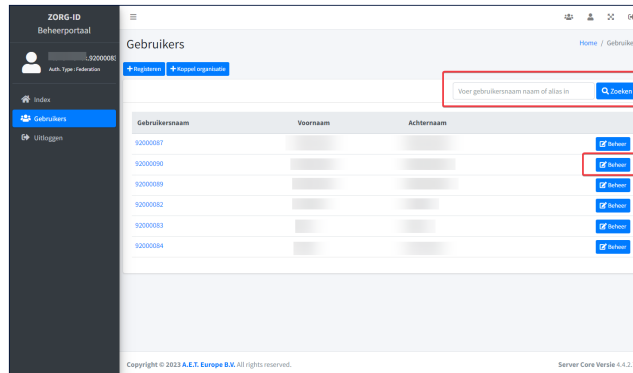 ZORG-ID
Beheerportaal
.9200008
Auth. Type : Federation
Index
Gebruikers
Uitloggen
Gebruikers
Home / Gebruike
Registeren
Koppel organisatie
Voer gebruikersnaam naam of alias in
Zoeken
Gebruikersnaam Voornaam Achternaam
92000087 Beheer
92000090 Beheer
92000089 Beheer
92000082 Beheer
92000083 Beheer
92000084 Beheer
Copyright © 2023 A.E.T. Europe B.V. All rights reserved.
Server Core Versie 4.4.2.